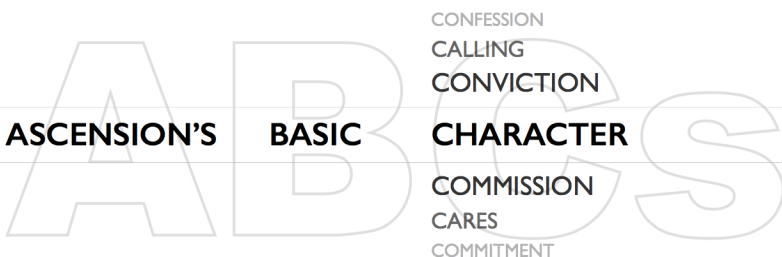 CONFESSION
CALLING
CONVICTION
ASCENSION'S BASIC CHARACTER
COMMISSION
CARES
COMMITMENT
ABCs